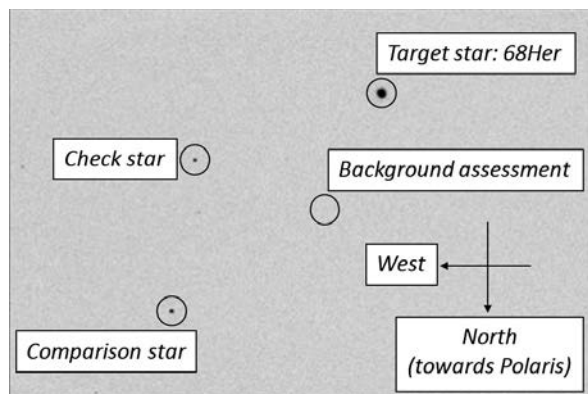 Target star: 68Her
Check star
Background assessment
West
Comparison star
North
(towards Polaris)